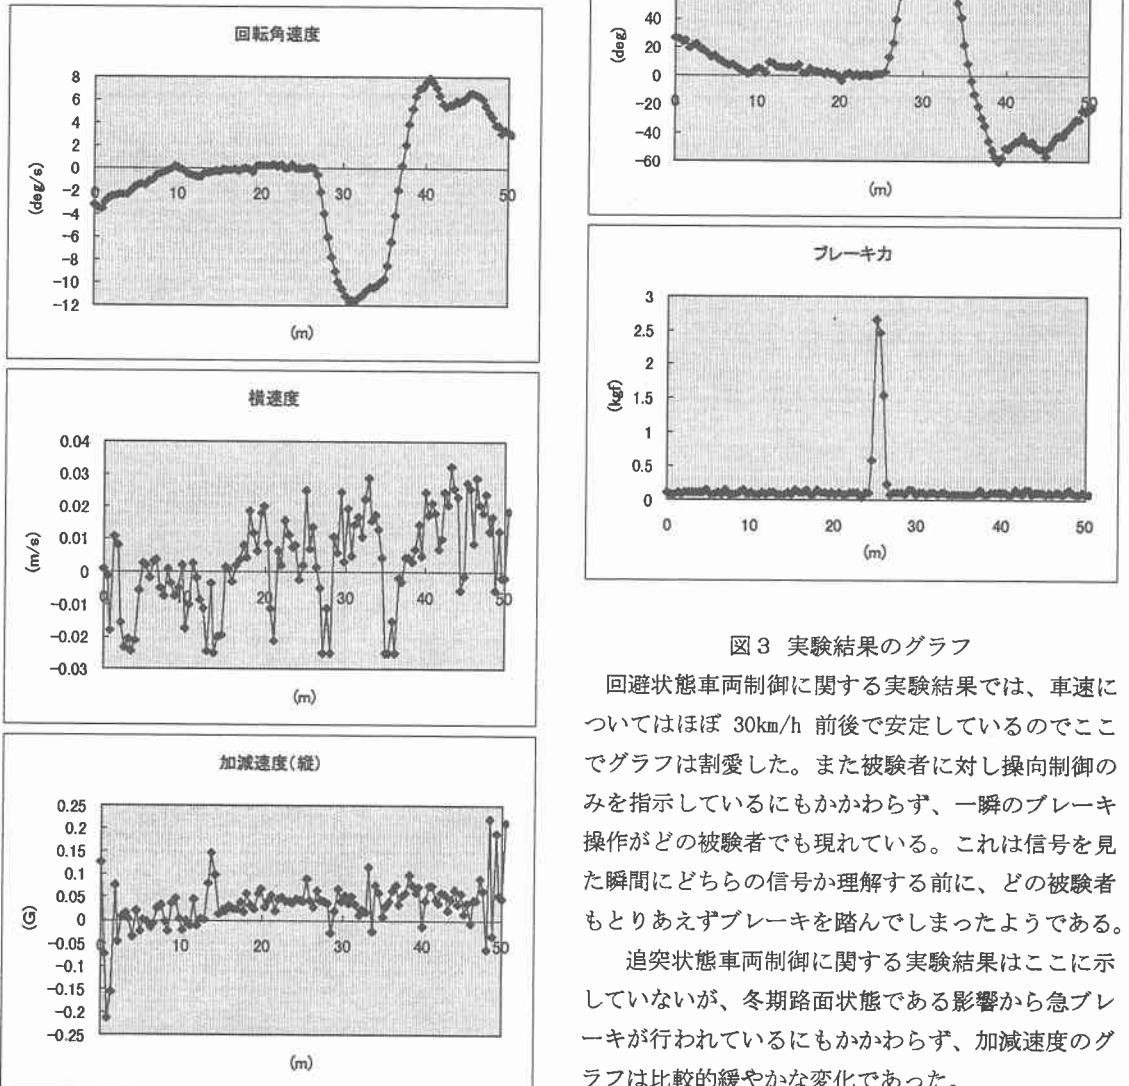 回転角速度
8
6
4
2
0
-2
-4
-6
-8
-10
-12
(deg/s)
0 10 20 30 40 50
(m)
横速度
0.04
0.03
0.02
0.01
0
-0.01
-0.02
-0.03
(m/s)
0 10 20 30 40 50
(m)
加減速度(縦)
0.25
0.2
0.15
0.1
0.05
0
-0.05
-0.1
-0.15
-0.2
-0.25
(G)
10 20 30 40 50
(m)
40
20
0
-20
-40
-60
(deg)
0 10 20 30 40 50
(m)
ブレーキ力
3
2.5
2
1.5
1
0.5
0
(kgf)
0 10 20 30 40 50
(m)
図3 実験結果のグラフ
回避状態車両制御に関する実験結果では、車速に
ついてはほぼ 30km/h 前後で安定しているのでここ
でグラフは割愛した。また被験者に対し操向制御の
みを指示しているにもかかわらず、一瞬のブレーキ
操作がどの被験者でも現れている。これは信号を見
た瞬間にどちらの信号か理解する前に、どの被験者
もとりあえずブレーキを踏んでしまったようである。
追突状態車両制御に関する実験結果はここに示
していないが、冬期路面状態である影響から急ブレ
ーキが行われているにもかかわらず、加減速度のグ
ラフは比較的緩やかな変化であった。